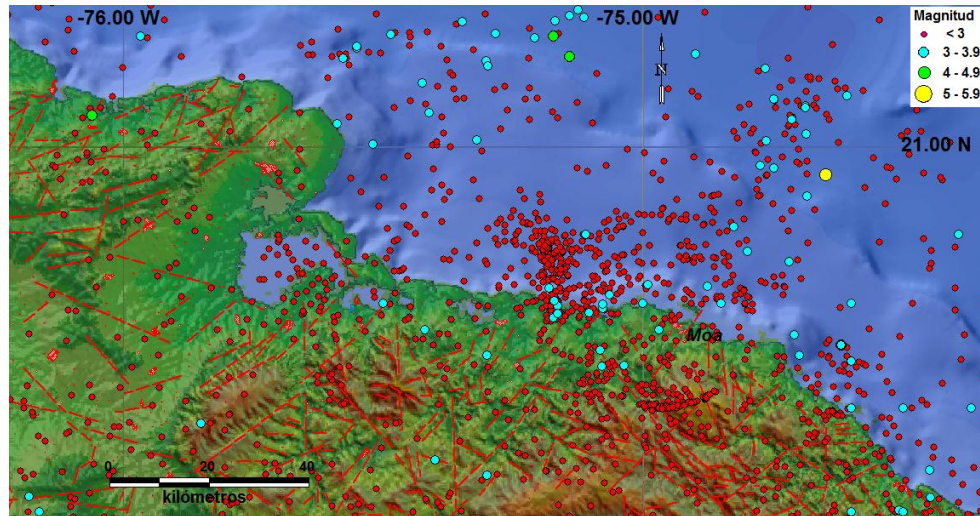 -76.00 W
-75.00 W
Magnitud
< 3
3 - 3.9
4 - 4.9
5 - 5.9
N
21.00 N
Moa
0 20 40
kilómetros